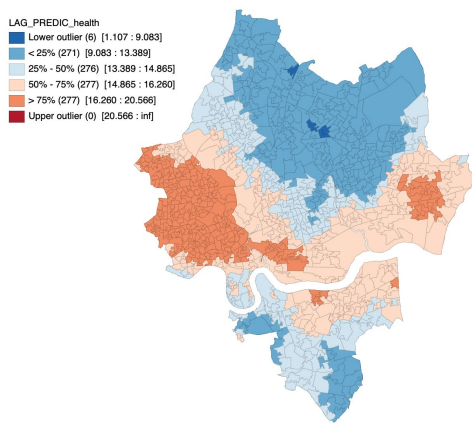 LAG_PREDIC_health
Lower outlier (6) [1.107 : 9.083]
< 25% (271) [9.083 : 13.389]
25% - 50% (276) [13.389 : 14.865]
50% - 75% (277) [14.865 : 16.260]
> 75% (277) [16.260 : 20.566]
Upper outlier (0) [20.566 : inf]